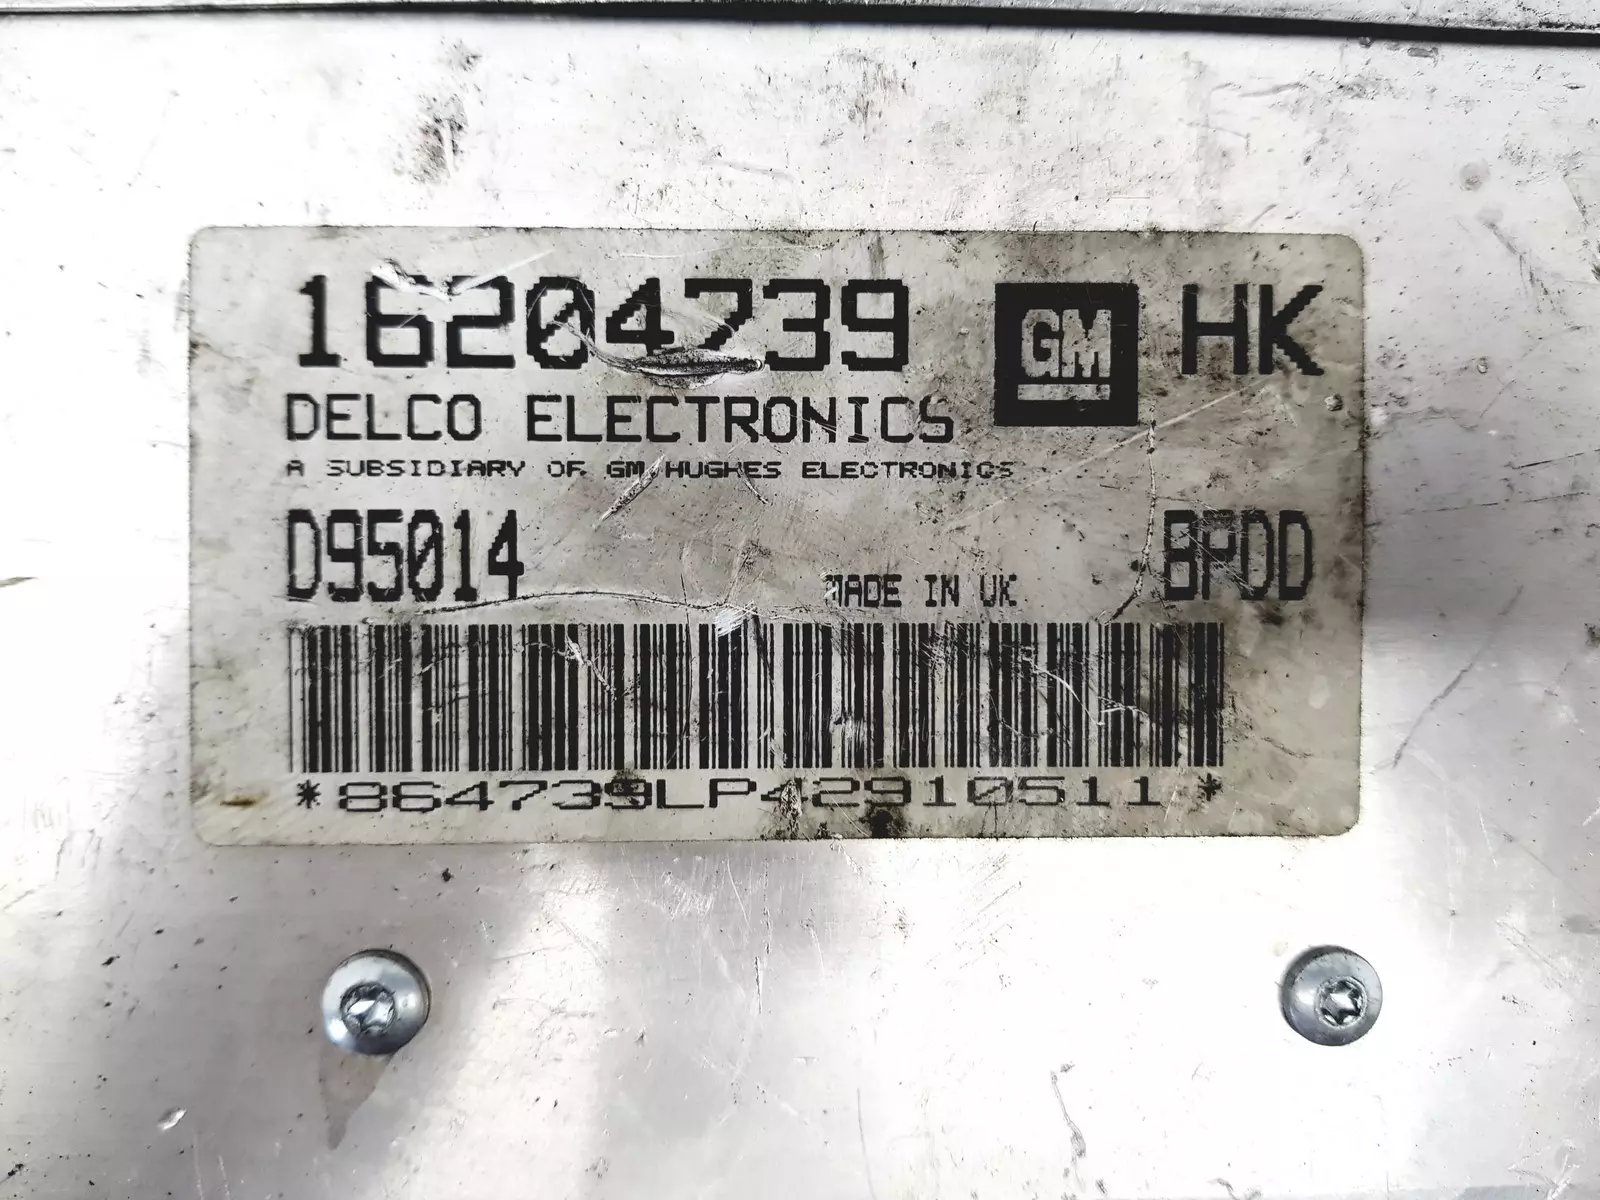 16204739 GM HK
DELCO ELECTRONICS
A SUBSIDIARY OF GM HUGHES ELECTRONICS
D95014 MADE IN UK BPDD
*864739LP42910511*